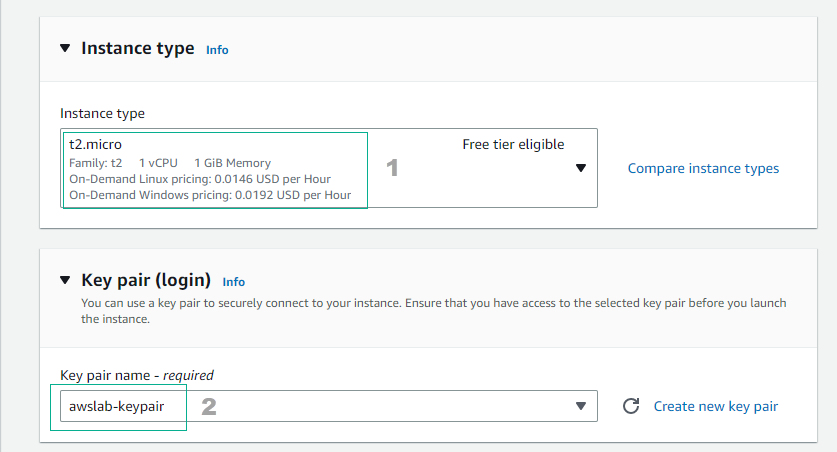 Instance type Info
Instance type
t2.micro Free tier eligible
Family: t2 1 vCPU 1 GiB Memory 1
On-Demand Linux pricing: 0.0146 USD per Hour Compare instance types
On-Demand Windows pricing: 0.0192 USD per Hour
Key pair (login) Info
You can use a key pair to securely connect to your instance. Ensure that you have access to the selected key pair before you launch
the instance.
Key pair name - required
awslab-keypair 2 Create new key pair